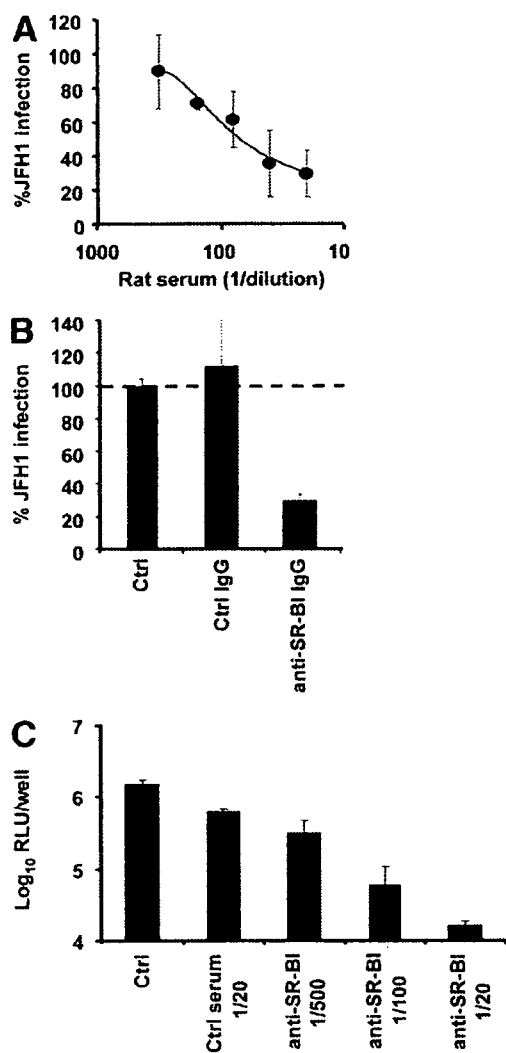 A
120
100
80
60
40
20
0
%JFH1 infection
1000 100 10
Rat serum (1/dilution)
B
140
120
100
80
60
40
20
0
% JFH1 infection
Ctrl
Ctrl IgG
anti-SR-BI IgG
C
7
6
5
4
Log10 RLU/well
Ctrl
Ctrl serum
1/20
anti-SR-BI
1/500
anti-SR-BI
1/100
anti-SR-BI
1/20